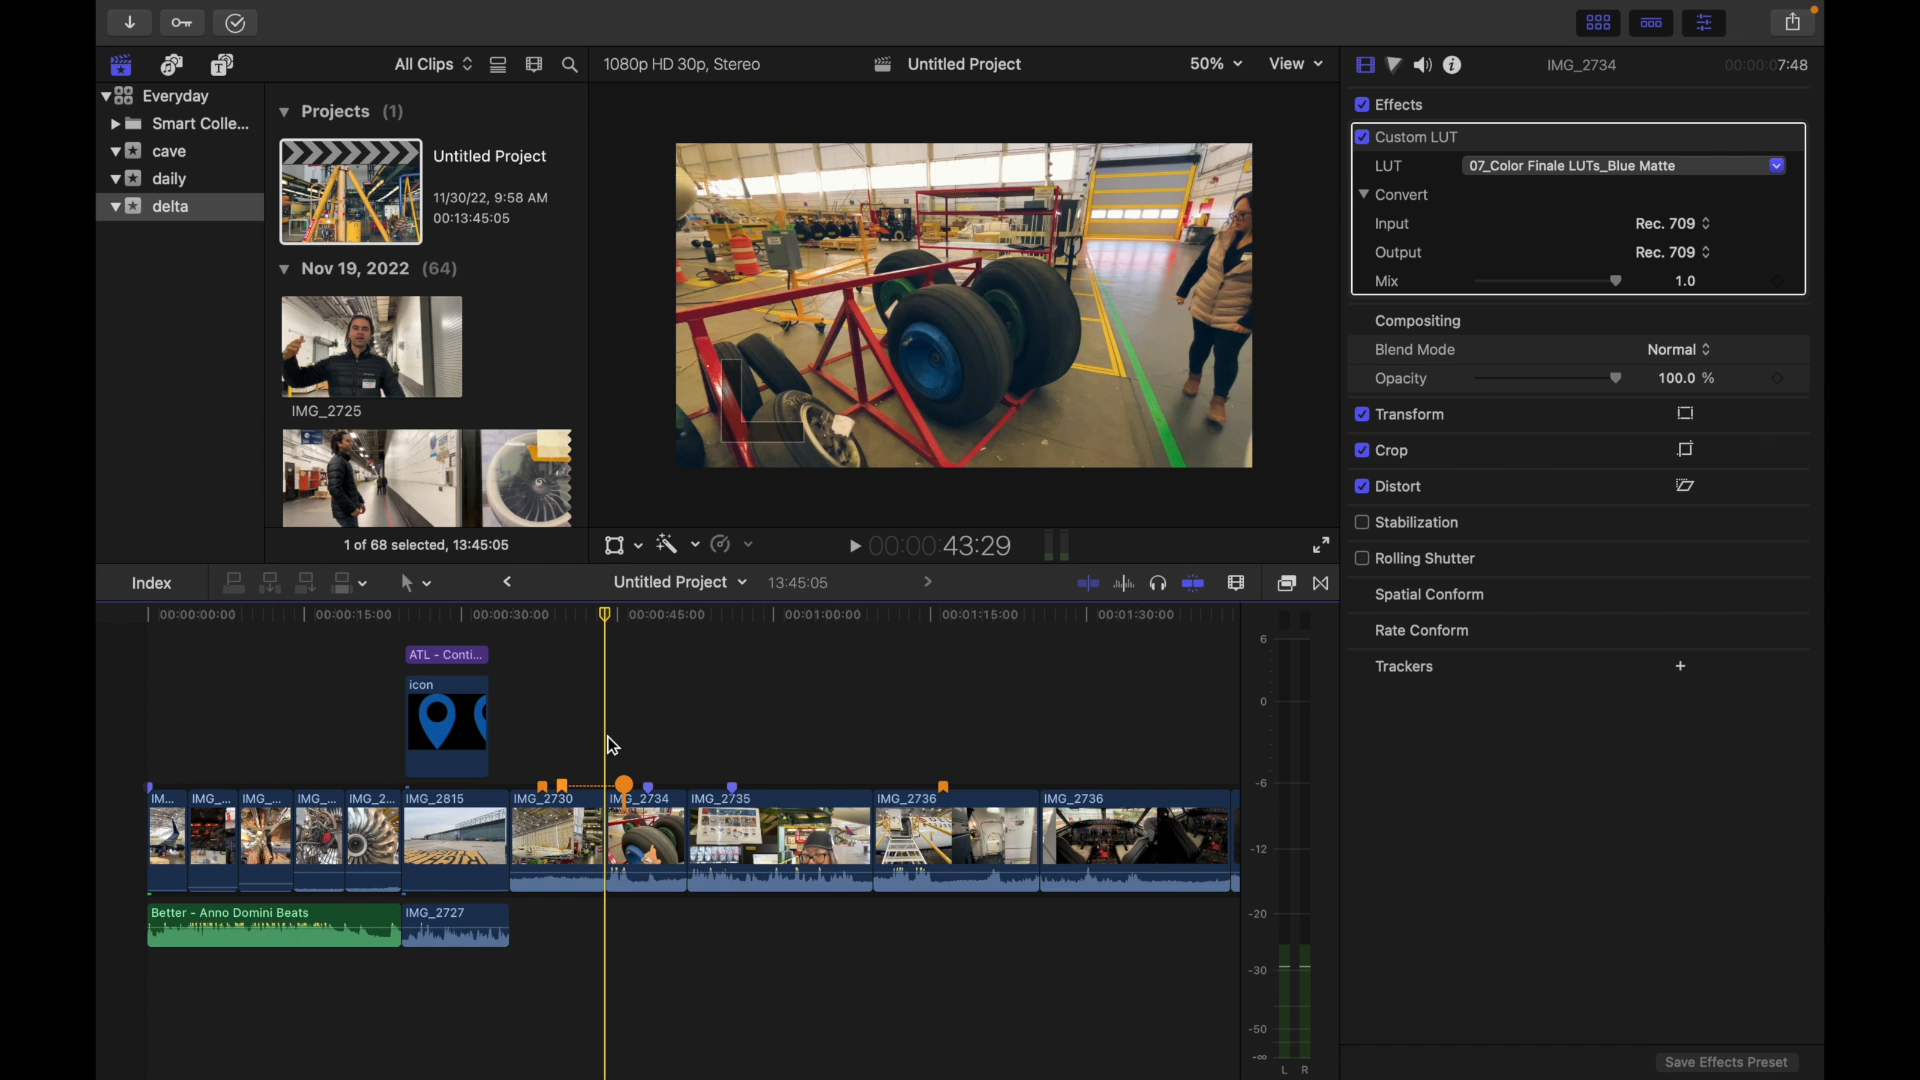 All Clips
1080p HD 30p, Stereo
Untitled Project
50%
View
IMG_2734
00:00:07:48
Everyday
Smart Colle...
cave
daily
delta
Projects (1)
Untitled Project
11/30/22, 9:58 AM
00:13:45:05
Nov 19, 2022 (64)
IMG_2725
1 of 68 selected, 13:45:05
00:00:43:29
Effects
Custom LUT
LUT 07_Color Finale LUTs_Blue Matte
Convert
Input Rec. 709
Output Rec. 709
Mix 1.0
Compositing
Blend Mode Normal
Opacity 100.0 %
Transform
Crop
Distort
Stabilization
Rolling Shutter
Spatial Conform
Rate Conform
Trackers +
Save Effects Preset
Index
Untitled Project 13:45:05
00:00:00:00 00:00:15:00 00:00:30:00 00:00:45:00 00:01:00:00 00:01:15:00 00:01:30:00
ATL - Conti...
icon
IM... IMG_... IMG_... IMG_... IMG_2... IMG_2815 IMG_2730 IMG_2734 IMG_2735 IMG_2736 IMG_2736
Better - Anno Domini Beats IMG_2727
6
0
-6
-12
-20
-30
-50
-∞
L R